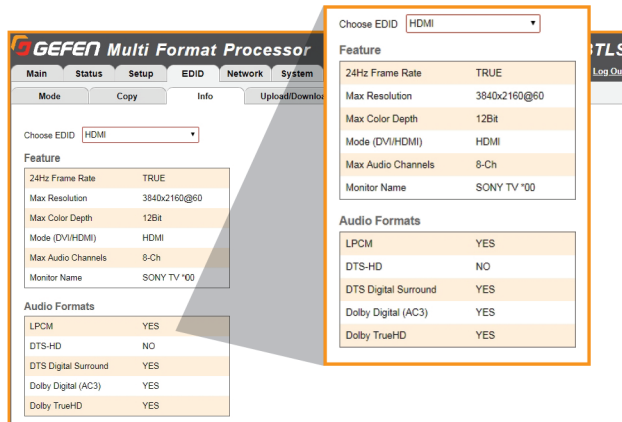 GEFEN Multi Format Processor
Main Status Setup EDID Network System
Log Ou
Mode Copy Info Upload/Downloa
Choose EDID HDMI
Feature
24Hz Frame Rate TRUE
Max Resolution 3840x2160@60
Max Color Depth 12Bit
Mode (DVI/HDMI) HDMI
Max Audio Channels 8-Ch
Monitor Name SONY TV *00
Audio Formats
LPCM YES
DTS-HD NO
DTS Digital Surround YES
Dolby Digital (AC3) YES
Dolby TrueHD YES
Choose EDID HDMI
Feature
24Hz Frame Rate TRUE
Max Resolution 3840x2160@60
Max Color Depth 12Bit
Mode (DVI/HDMI) HDMI
Max Audio Channels 8-Ch
Monitor Name SONY TV *00
Audio Formats
LPCM YES
DTS-HD NO
DTS Digital Surround YES
Dolby Digital (AC3) YES
Dolby TrueHD YES